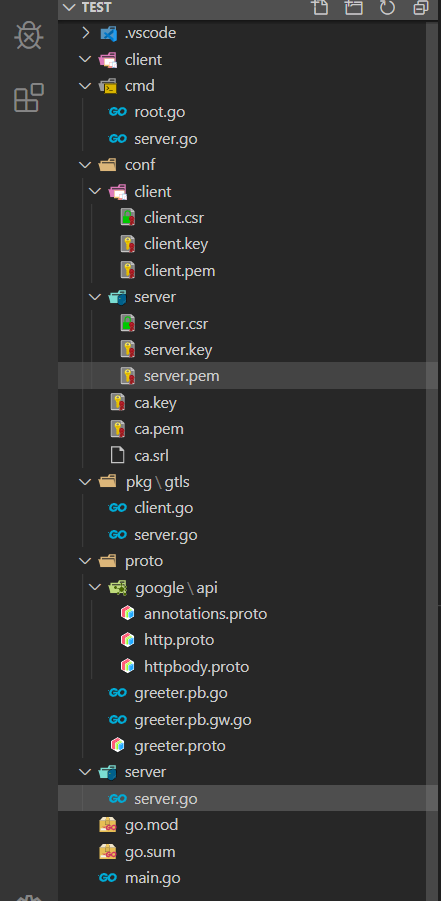 TEST
.vscode
client
cmd
GO root.go
GO server.go
conf
client
client.csr
client.key
client.pem
server
server.csr
server.key
server.pem
ca.key
ca.pem
ca.srl
pkg \ gtls
GO client.go
GO server.go
proto
google \ api
annotations.proto
http.proto
httpbody.proto
GO greeter.pb.go
GO greeter.pb.gw.go
greeter.proto
server
GO server.go
go.mod
go.sum
GO main.go